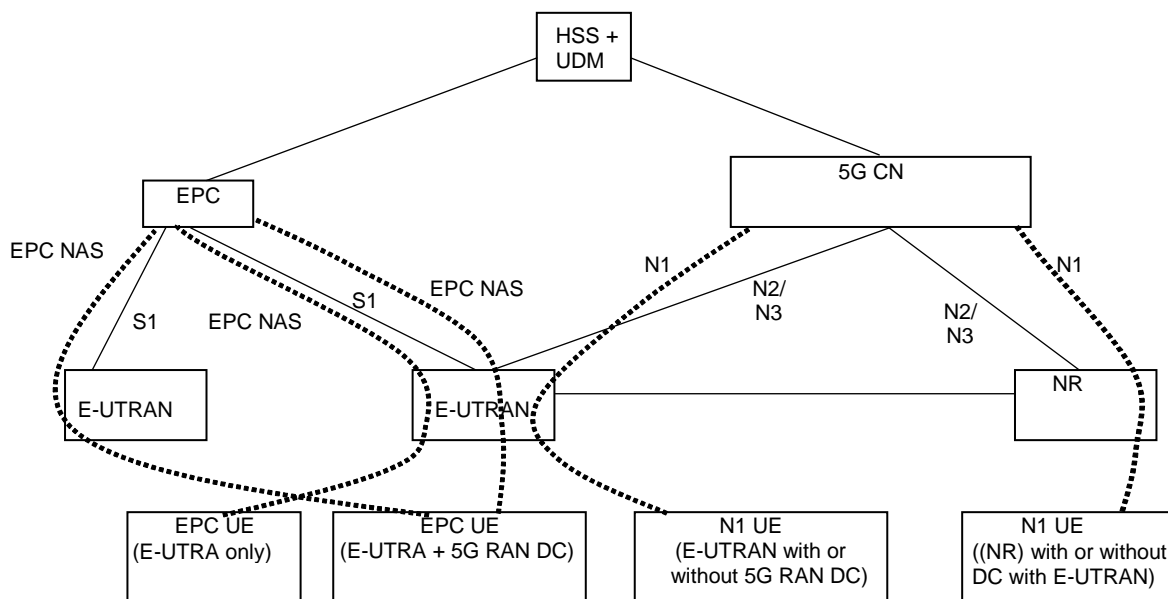 HSS +
UDM
EPC
5G CN
EPC NAS
N1
N1
EPC NAS
S1
EPC NAS
N2/
N3
S1
N2/
N3
E-UTRAN
E-UTRAN
NR
EPC UE
(E-UTRA only)
EPC UE
(E-UTRA + 5G RAN DC)
N1 UE
(E-UTRAN with or
without 5G RAN DC)
N1 UE
((NR) with or without
DC with E-UTRAN)